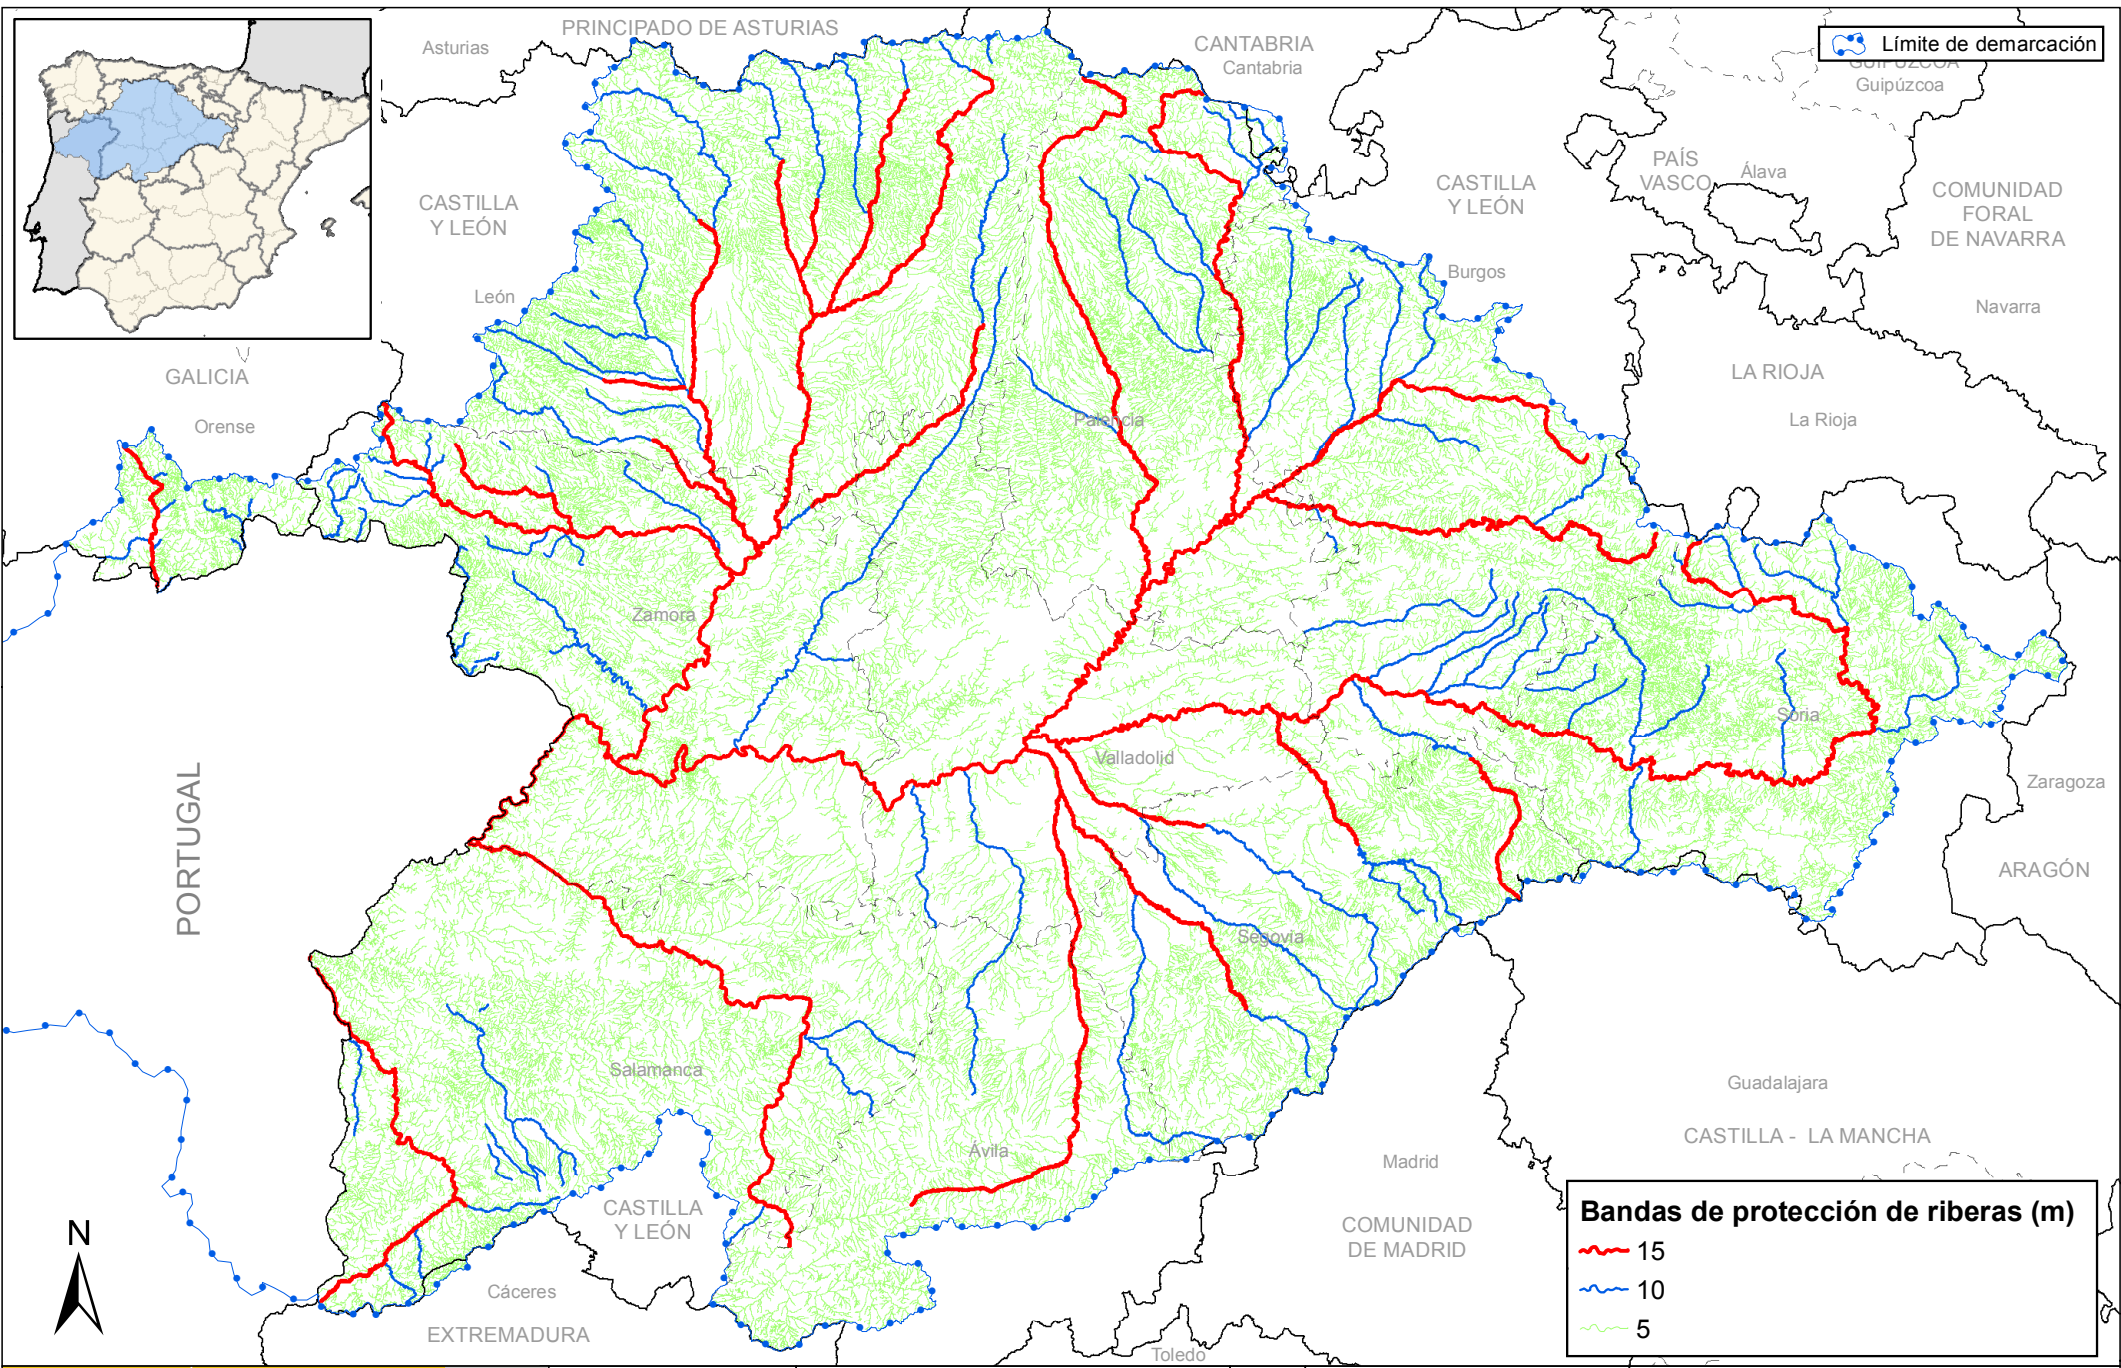 PRINCIPADO DE ASTURIAS
Asturias
CANTABRIA
Cantabria
Límite de demarcación
GUIPÚZCOA
Guipúzcoa
PAÍS
VASCO
Álava
CASTILLA
Y LEÓN
COMUNIDAD
FORAL
DE NAVARRA
CASTILLA
Y LEÓN
Burgos
León
Navarra
GALICIA
LA RIOJA
Orense
Palencia
La Rioja
Zamora
Soria
Valladolid
Zaragoza
PORTUGAL
ARAGÓN
Segovia
Salamanca
Guadalajara
CASTILLA - LA MANCHA
Ávila
Madrid
CASTILLA
Y LEÓN
COMUNIDAD
DE MADRID
N
Cáceres
EXTREMADURA
Toledo
Bandas de protección de riberas (m)
15
10
5